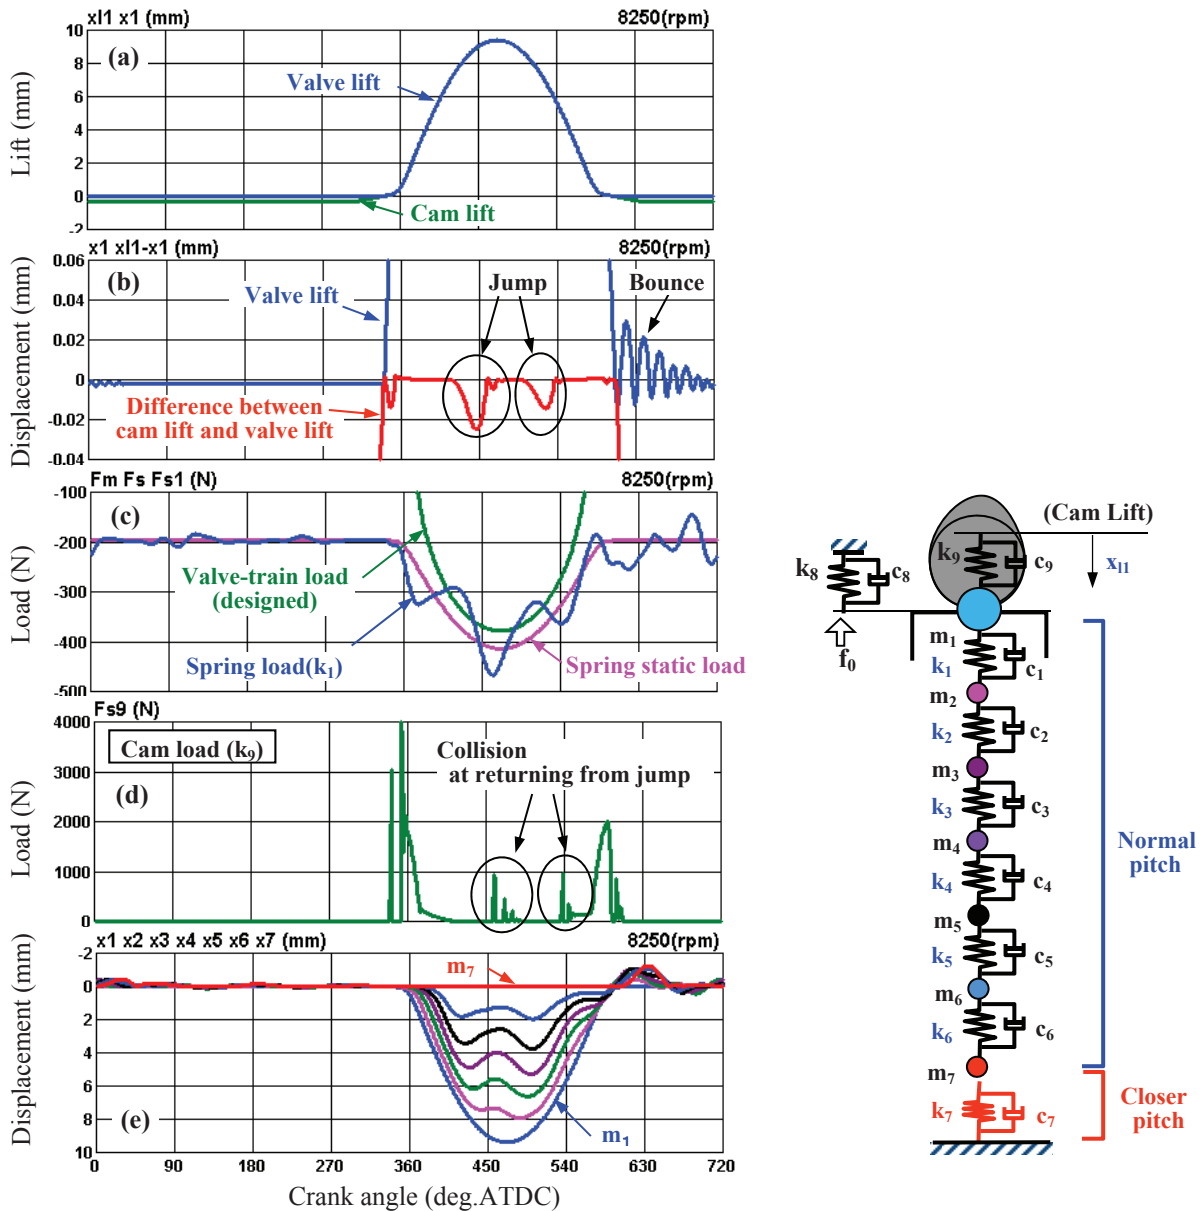 xl1 x1 (mm) 8250(rpm)
10
8
6
4
2
0
-2
Lift (mm)
(a)
Valve lift
Cam lift
x1 xl1-x1 (mm) 8250(rpm)
0.06
0.04
0.02
0
-0.02
-0.04
Displacement (mm)
(b)
Valve lift
Jump
Bounce
Difference between
cam lift and valve lift
Fm Fs Fs1 (N) 8250(rpm)
-100
-200
-300
-400
-500
Load (N)
(c)
Valve-train load
(designed)
Spring load(k1)
Spring static load
Fs9 (N)
4000
3000
2000
1000
0
Load (N)
Cam load (k9)
(d)
Collision
at returning from jump
x1 x2 x3 x4 x5 x6 x7 (mm) 8250(rpm)
-2
0
2
4
6
8
10
Displacement (mm)
(e)
m7
m1
0 90 180 270 360 450 540 630 720
Crank angle (deg.ATDC)
(Cam Lift)
xl1
k9
c9
k8
c8
f0
m1
k1
c1
m2
k2
c2
m3
k3
c3
m4
k4
c4
m5
k5
c5
m6
k6
c6
m7
k7
c7
Normal
pitch
Closer
pitch